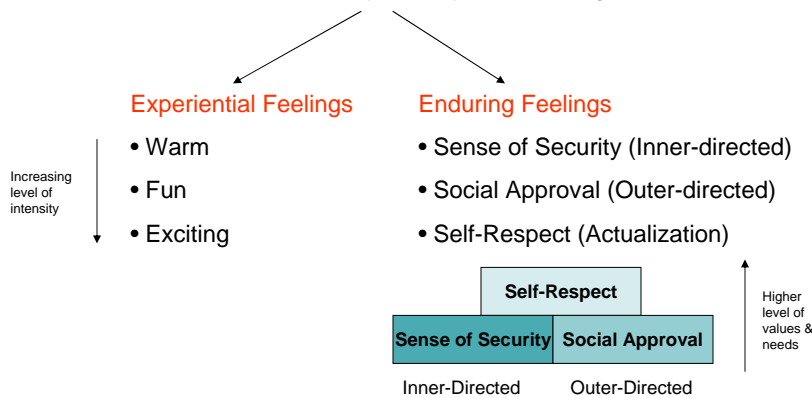 Experiential Feelings
• Warm
• Fun
• Exciting
Increasing
level of
intensity
Enduring Feelings
• Sense of Security (Inner-directed)
• Social Approval (Outer-directed)
• Self-Respect (Actualization)
Self-Respect
Sense of Security
Social Approval
Inner-Directed
Outer-Directed
Higher
level of
values &
needs